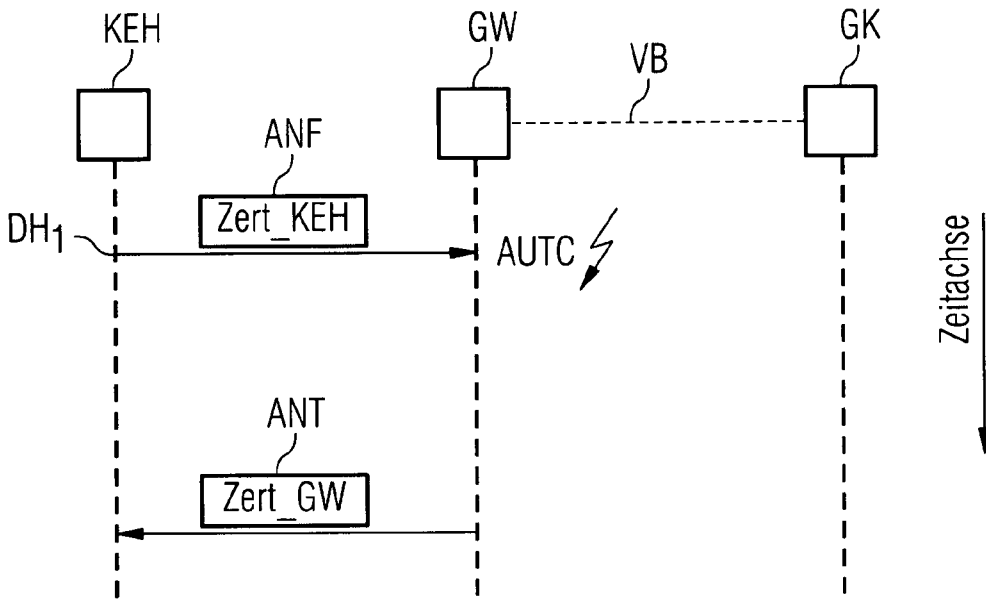 KEH
GW
VB
GK
ANF
Zert_KEH
DH1
AUTC
Zeitachse
ANT
Zert_GW